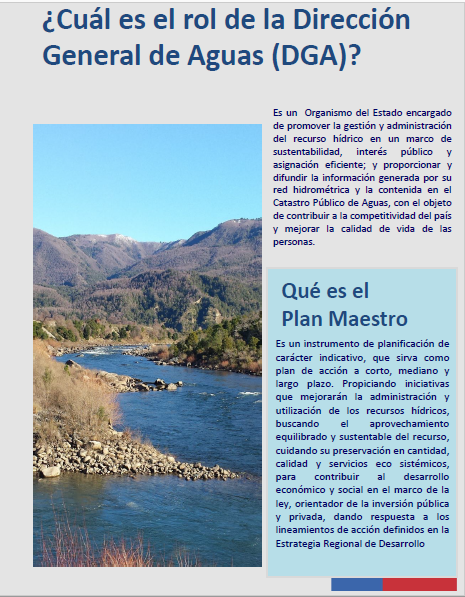 ¿Cuál es el rol de la Dirección
General de Aguas (DGA)?
Es un Organismo del Estado encargado
de promover la gestión y administración
del recurso hídrico en un marco de
sustentabilidad, interés público y
asignación eficiente; y proporcionar y
difundir la información generada por su
red hidrométrica y la contenida en el
Catastro Público de Aguas, con el objeto
de contribuir a la competitividad del país
y mejorar la calidad de vida de las
personas.
Qué es el
Plan Maestro
Es un instrumento de planificación de
carácter indicativo, que sirva como
plan de acción a corto, mediano y
largo plazo. Propiciando iniciativas
que mejorarán la administración y
utilización de los recursos hídricos,
buscando el aprovechamiento
equilibrado y sustentable del recurso,
cuidando su preservación en cantidad,
calidad y servicios eco sistémicos,
para contribuir al desarrollo
económico y social en el marco de la
ley, orientador de la inversión pública
y privada, dando respuesta a los
lineamientos de acción definidos en la
Estrategia Regional de Desarrollo